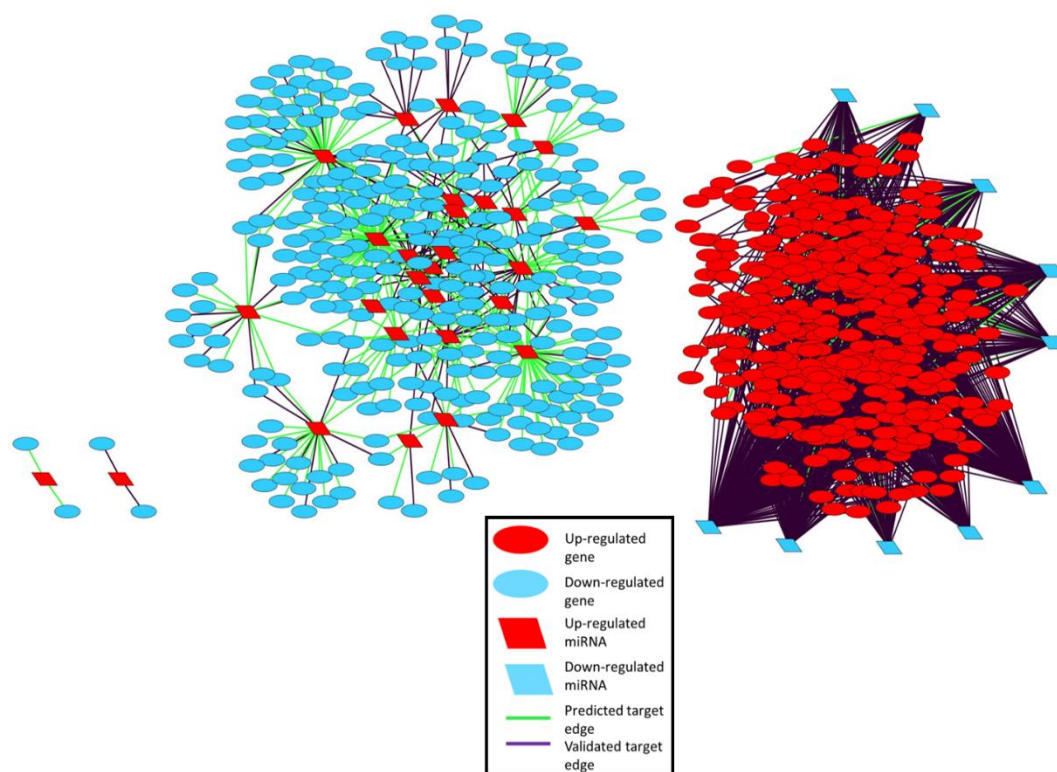 Up-regulated
gene
Down-regulated
gene
Up-regulated
miRNA
Down-regulated
miRNA
Predicted target
edge
Validated target
edge